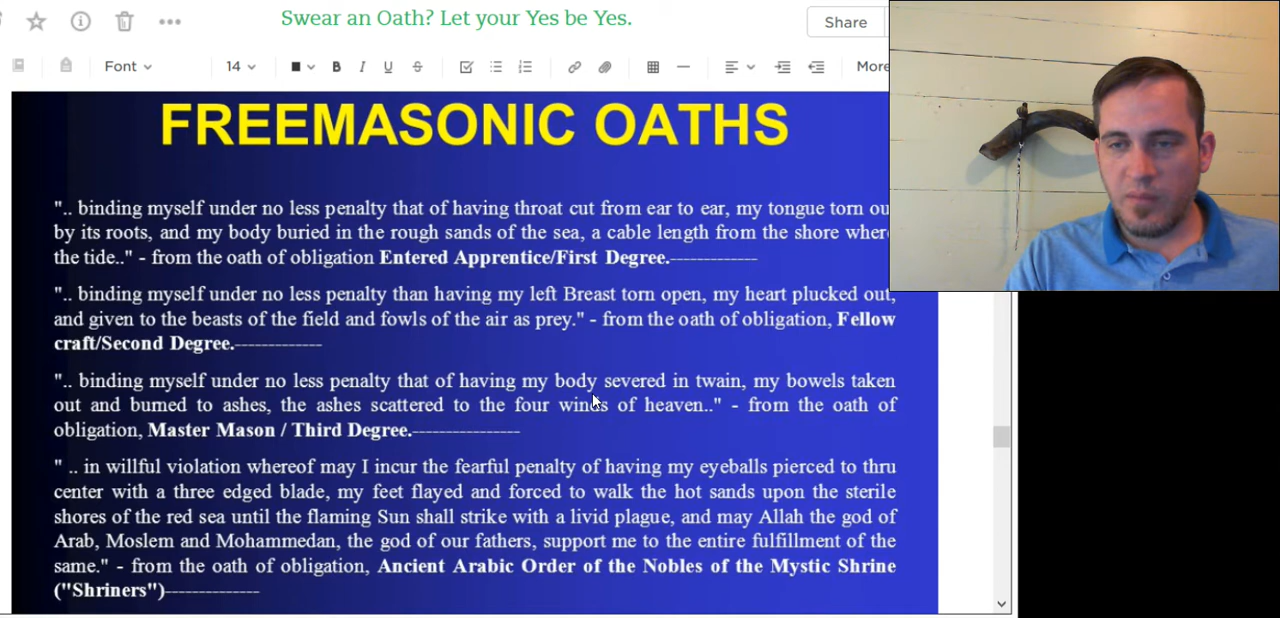 Swear an Oath? Let your Yes be Yes.
Share
Font 14 B I U S More
FREEMASONIC OATHS
".. binding myself under no less penalty that of having throat cut from ear to ear, my tongue torn ou
by its roots, and my body buried in the rough sands of the sea, a cable length from the shore wher
the tide.." - from the oath of obligation Entered Apprentice/First Degree.-------------
".. binding myself under no less penalty than having my left Breast torn open, my heart plucked out,
and given to the beasts of the field and fowls of the air as prey." - from the oath of obligation, Fellow
craft/Second Degree.-------------
".. binding myself under no less penalty that of having my body severed in twain, my bowels taken
out and burned to ashes, the ashes scattered to the four winds of heaven.." - from the oath of
obligation, Master Mason / Third Degree.----------------
" .. in willful violation whereof may I incur the fearful penalty of having my eyeballs pierced to thru
center with a three edged blade, my feet flayed and forced to walk the hot sands upon the sterile
shores of the red sea until the flaming Sun shall strike with a livid plague, and may Allah the god of
Arab, Moslem and Mohammedan, the god of our fathers, support me to the entire fulfillment of the
same." - from the oath of obligation, Ancient Arabic Order of the Nobles of the Mystic Shrine
("Shriners")--------------